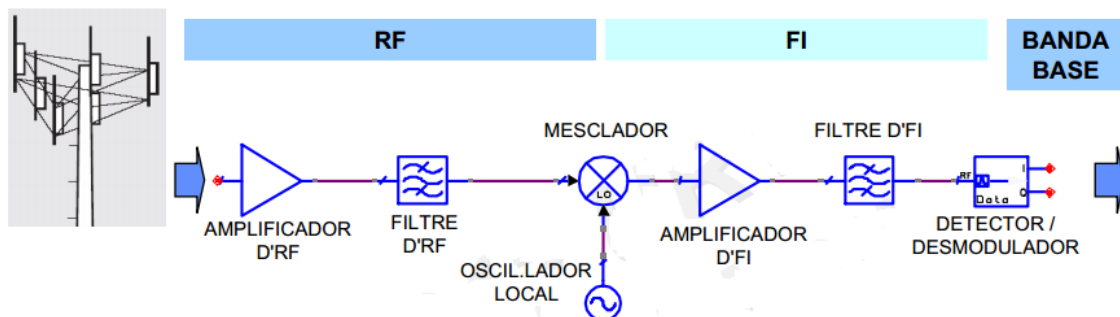 RF
FI
BANDA
BASE
MESCLADOR
FILTRE D'FI
AMPLIFICADOR
D'RF
FILTRE
D'RF
LO
OSCIL.LADOR
LOCAL
AMPLIFICADOR
D'FI
RF
I
Q
Data
DETECTOR /
DESMODULADOR